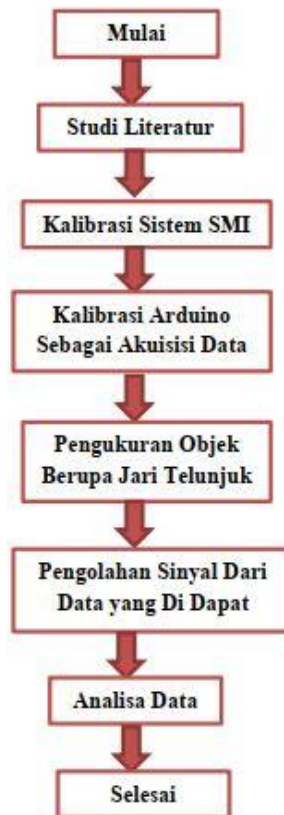 Mulai
Studi Literatur
Kalibrasi Sistem SMI
Kalibrasi Arduino
Sebagai Akuisisi Data
Pengukuran Objek
Berupa Jari Telunjuk
Pengolahan Sinyal Dari
Data yang Di Dapat
Analisa Data
Selesai